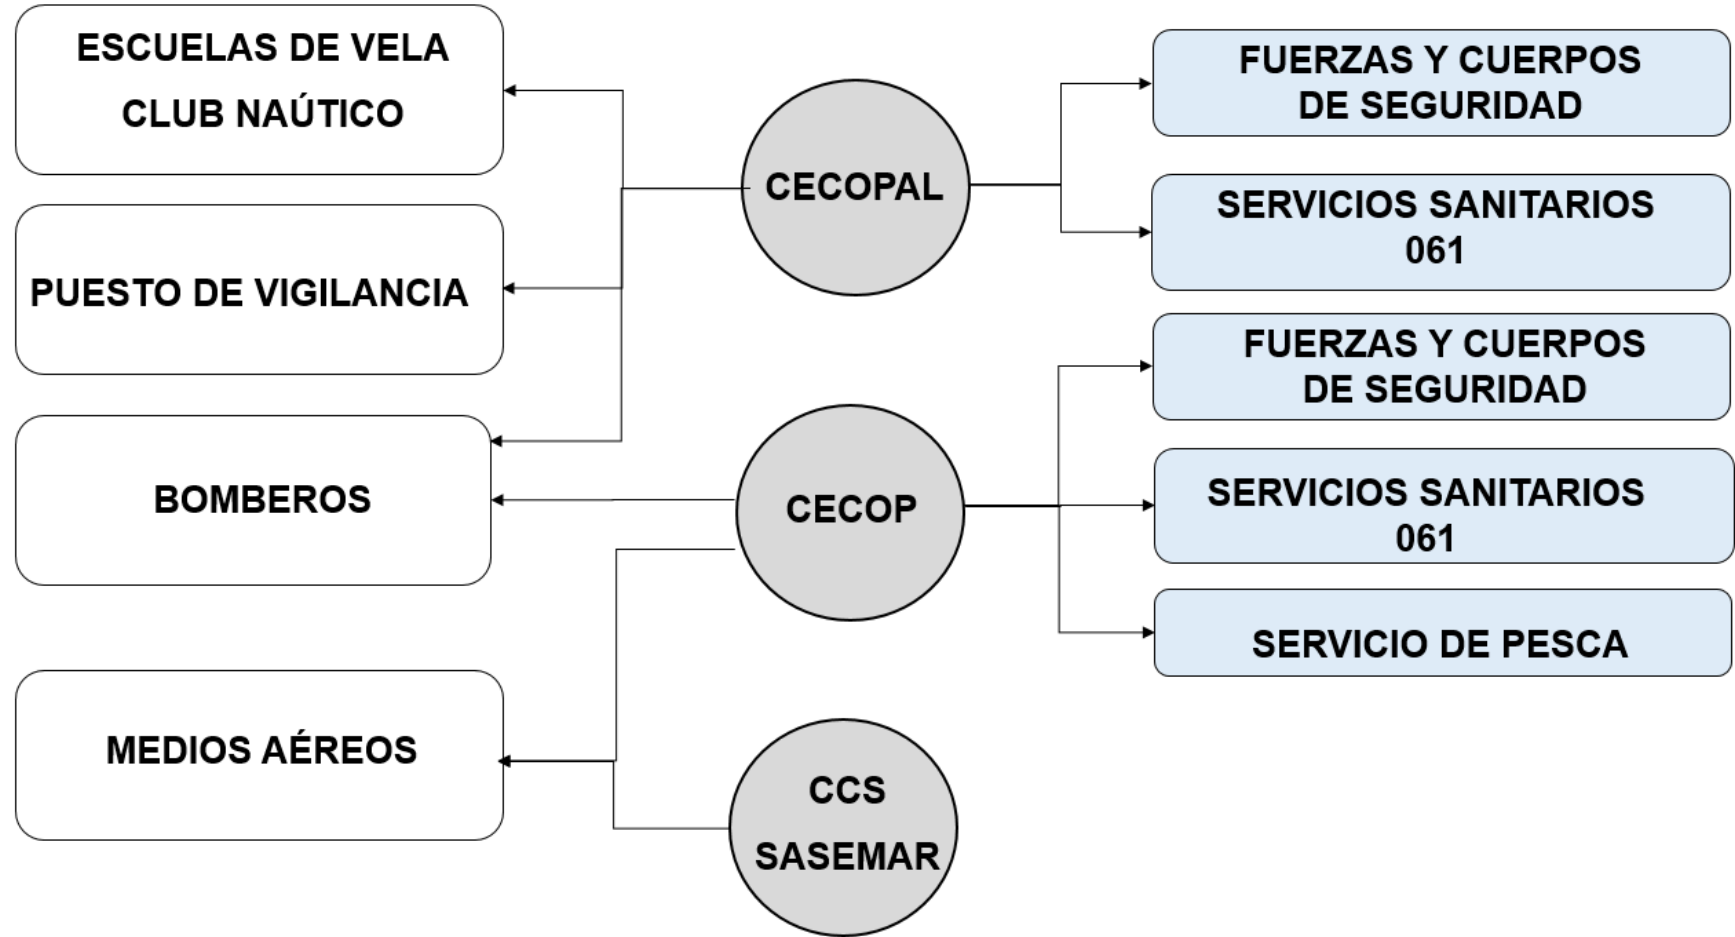 ESCUELAS DE VELA
CLUB NAÚTICO
PUESTO DE VIGILANCIA
BOMBEROS
MEDIOS AÉREOS
CECOPAL
CECOP
CCS
SASEMAR
FUERZAS Y CUERPOS
DE SEGURIDAD
SERVICIOS SANITARIOS
061
FUERZAS Y CUERPOS
DE SEGURIDAD
SERVICIOS SANITARIOS
061
SERVICIO DE PESCA